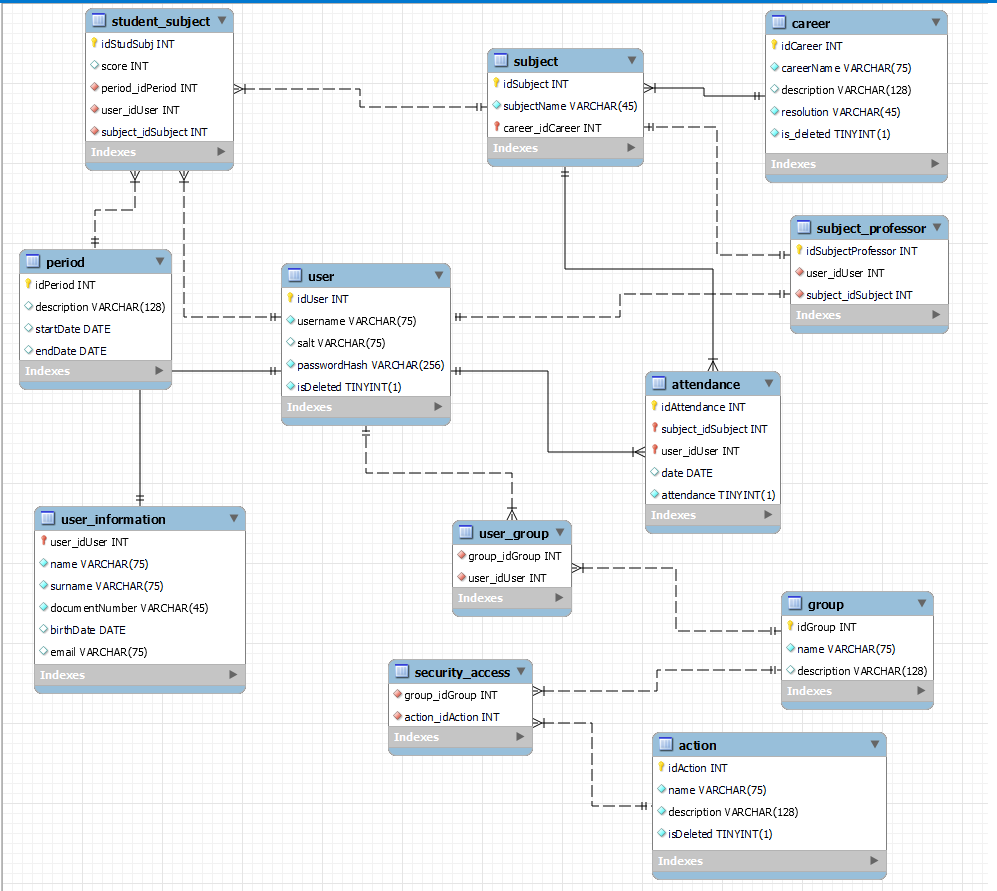 student_subject
idStudSubj INT
score INT
period_idPeriod INT
user_idUser INT
subject_idSubject INT
Indexes
subject
idSubject INT
subjectName VARCHAR(45)
career_idCareer INT
Indexes
career
idCareer INT
careerName VARCHAR(75)
description VARCHAR(128)
resolution VARCHAR(45)
is_deleted TINYINT(1)
Indexes
subject_professor
idSubjectProfessor INT
user_idUser INT
subject_idSubject INT
Indexes
period
idPeriod INT
description VARCHAR(128)
startDate DATE
endDate DATE
Indexes
user
idUser INT
username VARCHAR(75)
salt VARCHAR(75)
passwordHash VARCHAR(256)
isDeleted TINYINT(1)
Indexes
attendance
idAttendance INT
subject_idSubject INT
user_idUser INT
date DATE
attendance TINYINT(1)
Indexes
user_information
user_idUser INT
name VARCHAR(75)
surname VARCHAR(75)
documentNumber VARCHAR(45)
birthDate DATE
email VARCHAR(75)
Indexes
user_group
group_idGroup INT
user_idUser INT
Indexes
group
idGroup INT
name VARCHAR(75)
description VARCHAR(128)
Indexes
security_access
group_idGroup INT
action_idAction INT
Indexes
action
idAction INT
name VARCHAR(75)
description VARCHAR(128)
isDeleted TINYINT(1)
Indexes